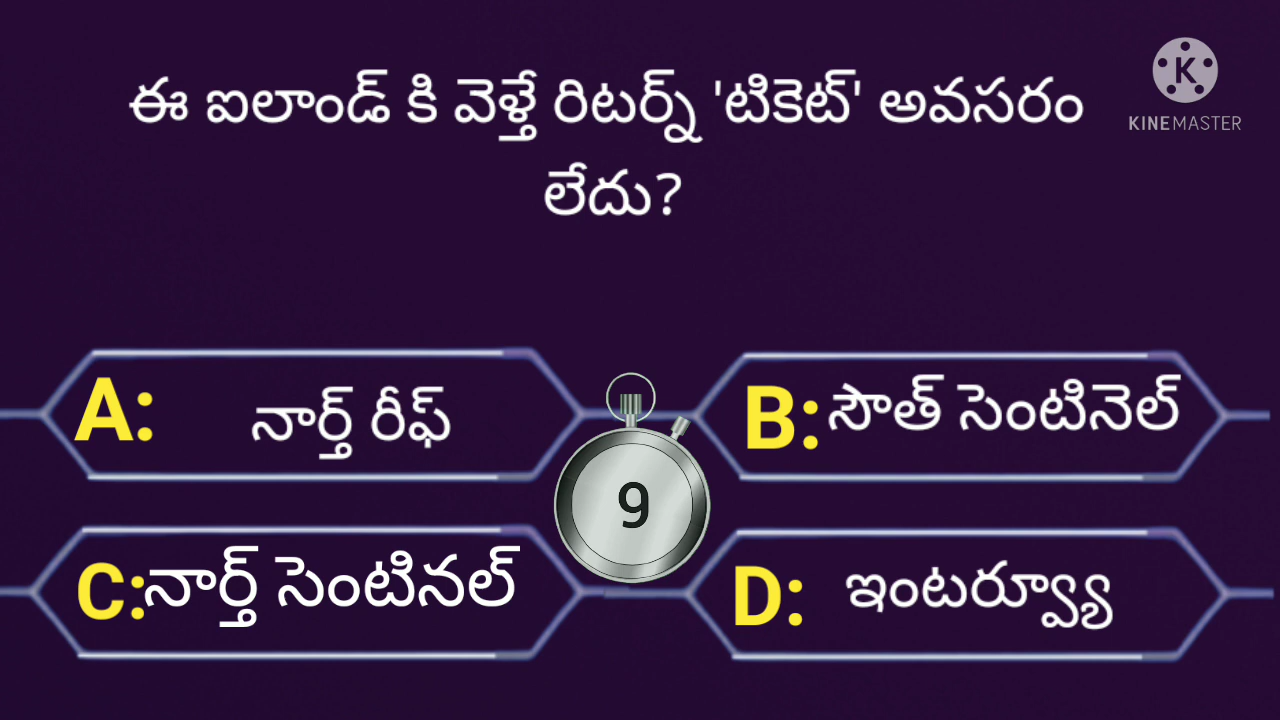 ఈ ఐలాండ్ కి వెళ్తే రిటర్న్ 'టికెట్' అవసరం
లేదు?
KINEMASTER
A: నార్త్ రీఫ్
B: సౌత్ సెంటినెల్
9
C: నార్త్ సెంటినల్
D: ఇంటర్వ్యూ